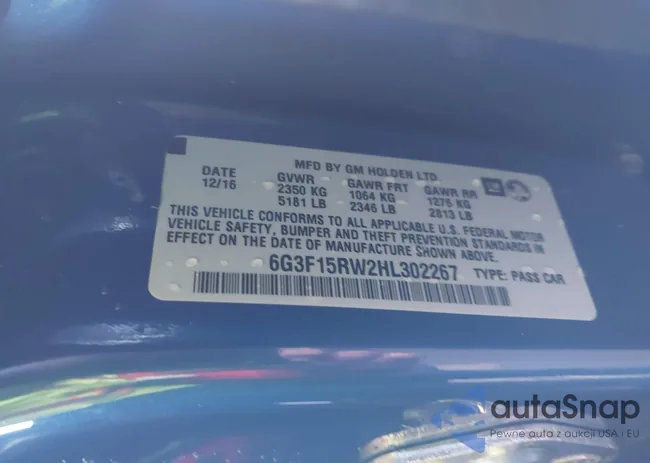 MFD BY GM HOLDEN LTD
DATE GVWR GAWR FRT GAWR RR
12/16 2350 KG 1064 KG 1276 KG
5181 LB 2346 LB 2813 LB
THIS VEHICLE CONFORMS TO ALL APPLICABLE U.S. FEDERAL MOTOR
VEHICLE SAFETY, BUMPER AND THEFT PREVENTION STANDARDS IN
EFFECT ON THE DATE OF MANUFACTURE SHOWN ABOVE.
6G3F15RW2HL302267 TYPE: PASS CAR
autaSnap
Pewne auta z aukcji USA i EU